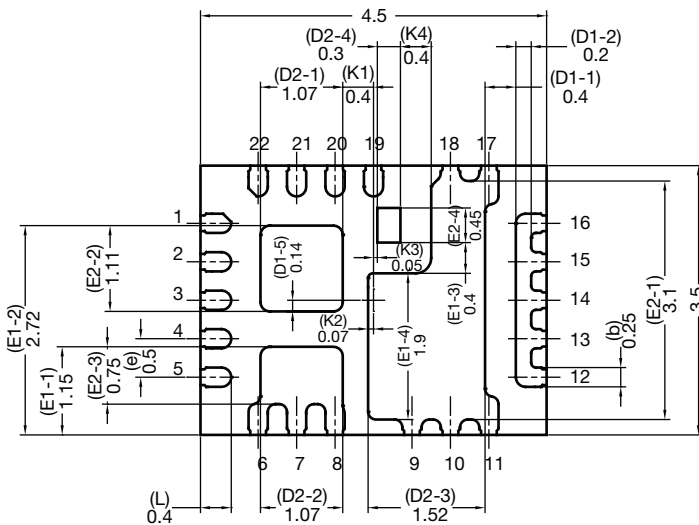 4.5
(D2-4)
0.3
(K4)
0.4
(D1-2)
0.2
(D2-1)
1.07
(K1)
0.4
(D1-1)
0.4
22
21
20
19
18
17
1
2
3
4
5
16
15
14
13
12
(E1-2)
2.72
(E2-2)
1.11
(D1-5)
0.14
(E2-4)
0.45
(K3)
0.05
(E1-3)
0.4
(E2-1)
3.1
3.5
(K2)
0.07
(E1-4)
1.9
(b)
0.25
(E1-1)
1.15
(E2-3)
0.75
(e)
0.5
6
7
8
9
10
11
(L)
0.4
(D2-2)
1.07
(D2-3)
1.52